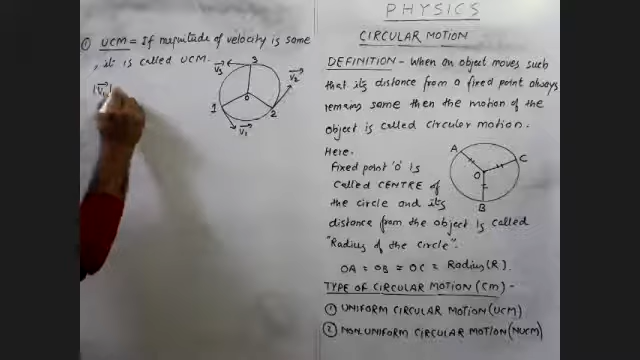 ① UCM = If magnitude of velocity is same
, it is called UCM.
V₃ 3
V₂
O
1 2
V₁
|V₁|
PHYSICS
CIRCULAR MOTION
DEFINITION - When an object moves such
that its distance from a fixed point always
remains same then the motion of the
object is called circular motion.
Here.
Fixed point 'O' is
called CENTRE of
the circle and its
distance from the object is called
"Radius of the circle".
A C
O
B
OA = OB = OC = Radius(R).
TYPE OF CIRCULAR MOTION (CM) -
① UNIFORM CIRCULAR MOTION (UCM)
② NON UNIFORM CIRCULAR MOTION (NUCM)